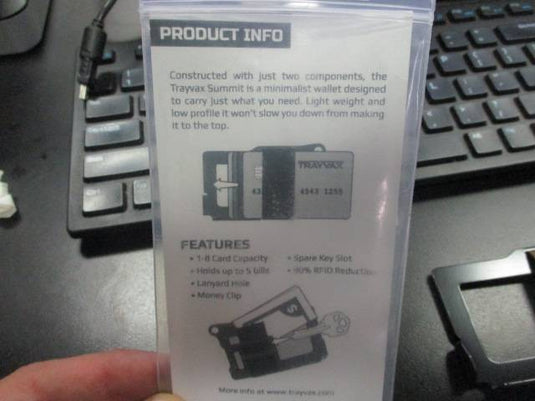 PRODUCT INFO
Constructed with just two components, the
Trayvax Summit is a minimalist wallet designed
to carry just what you need. Light weight and
low profile it won't slow you down from making
it to the top.
TRAYVAX
4543 1255
FEATURES
• 1-8 Card Capacity
• Holds up to 5 bills
• Lanyard Hole
• Money Clip
• Spare Key Slot
• 90% RFID Reduction
More info at www.trayvax.com